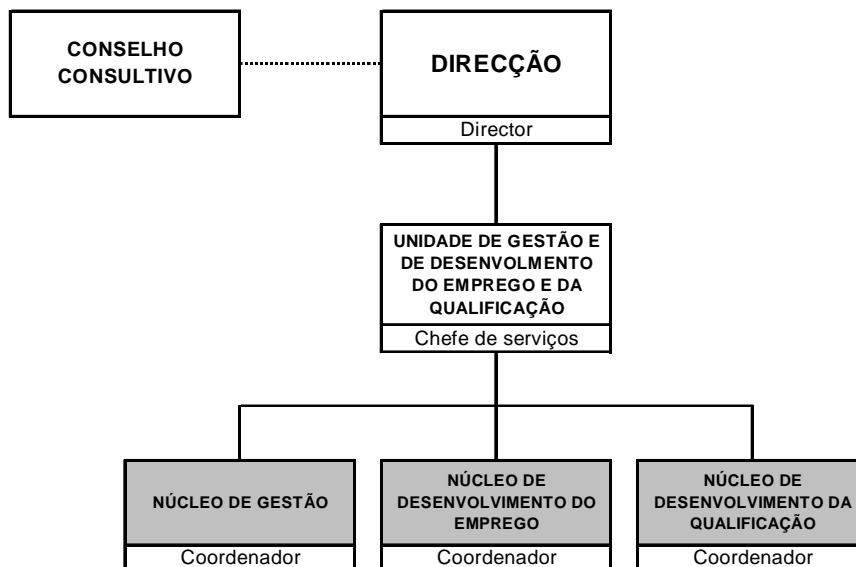 CONSELHO
CONSULTIVO
DIRECÇÃO
Director
UNIDADE DE GESTÃO E
DE DESENVOLMENTO
DO EMPREGO E DA
QUALIFICAÇÃO
Chefe de serviços
NÚCLEO DE GESTÃO
Coordenador
NÚCLEO DE
DESENVOLVIMENTO DO
EMPREGO
Coordenador
NÚCLEO DE
DESENVOLVIMENTO DA
QUALIFICAÇÃO
Coordenador